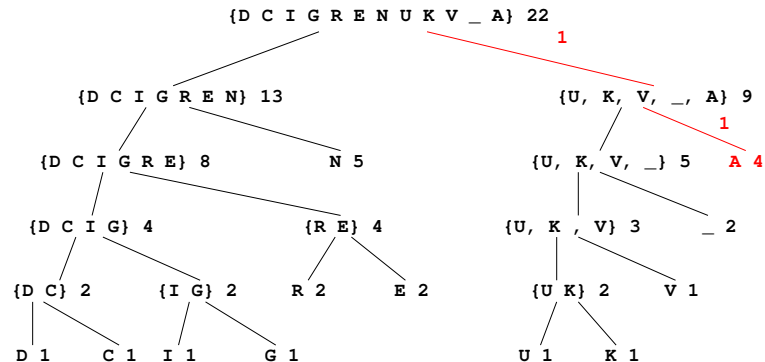 {D C I G R E N U K V _ A} 22
1
{D C I G R E N} 13 {U, K, V, _, A} 9
1
{D C I G R E} 8 N 5 {U, K, V, _} 5 A 4
{D C I G} 4 {R E} 4 {U, K , V} 3 _ 2
{D C} 2 {I G} 2 R 2 E 2 {U K} 2 V 1
D 1 C 1 I 1 G 1 U 1 K 1